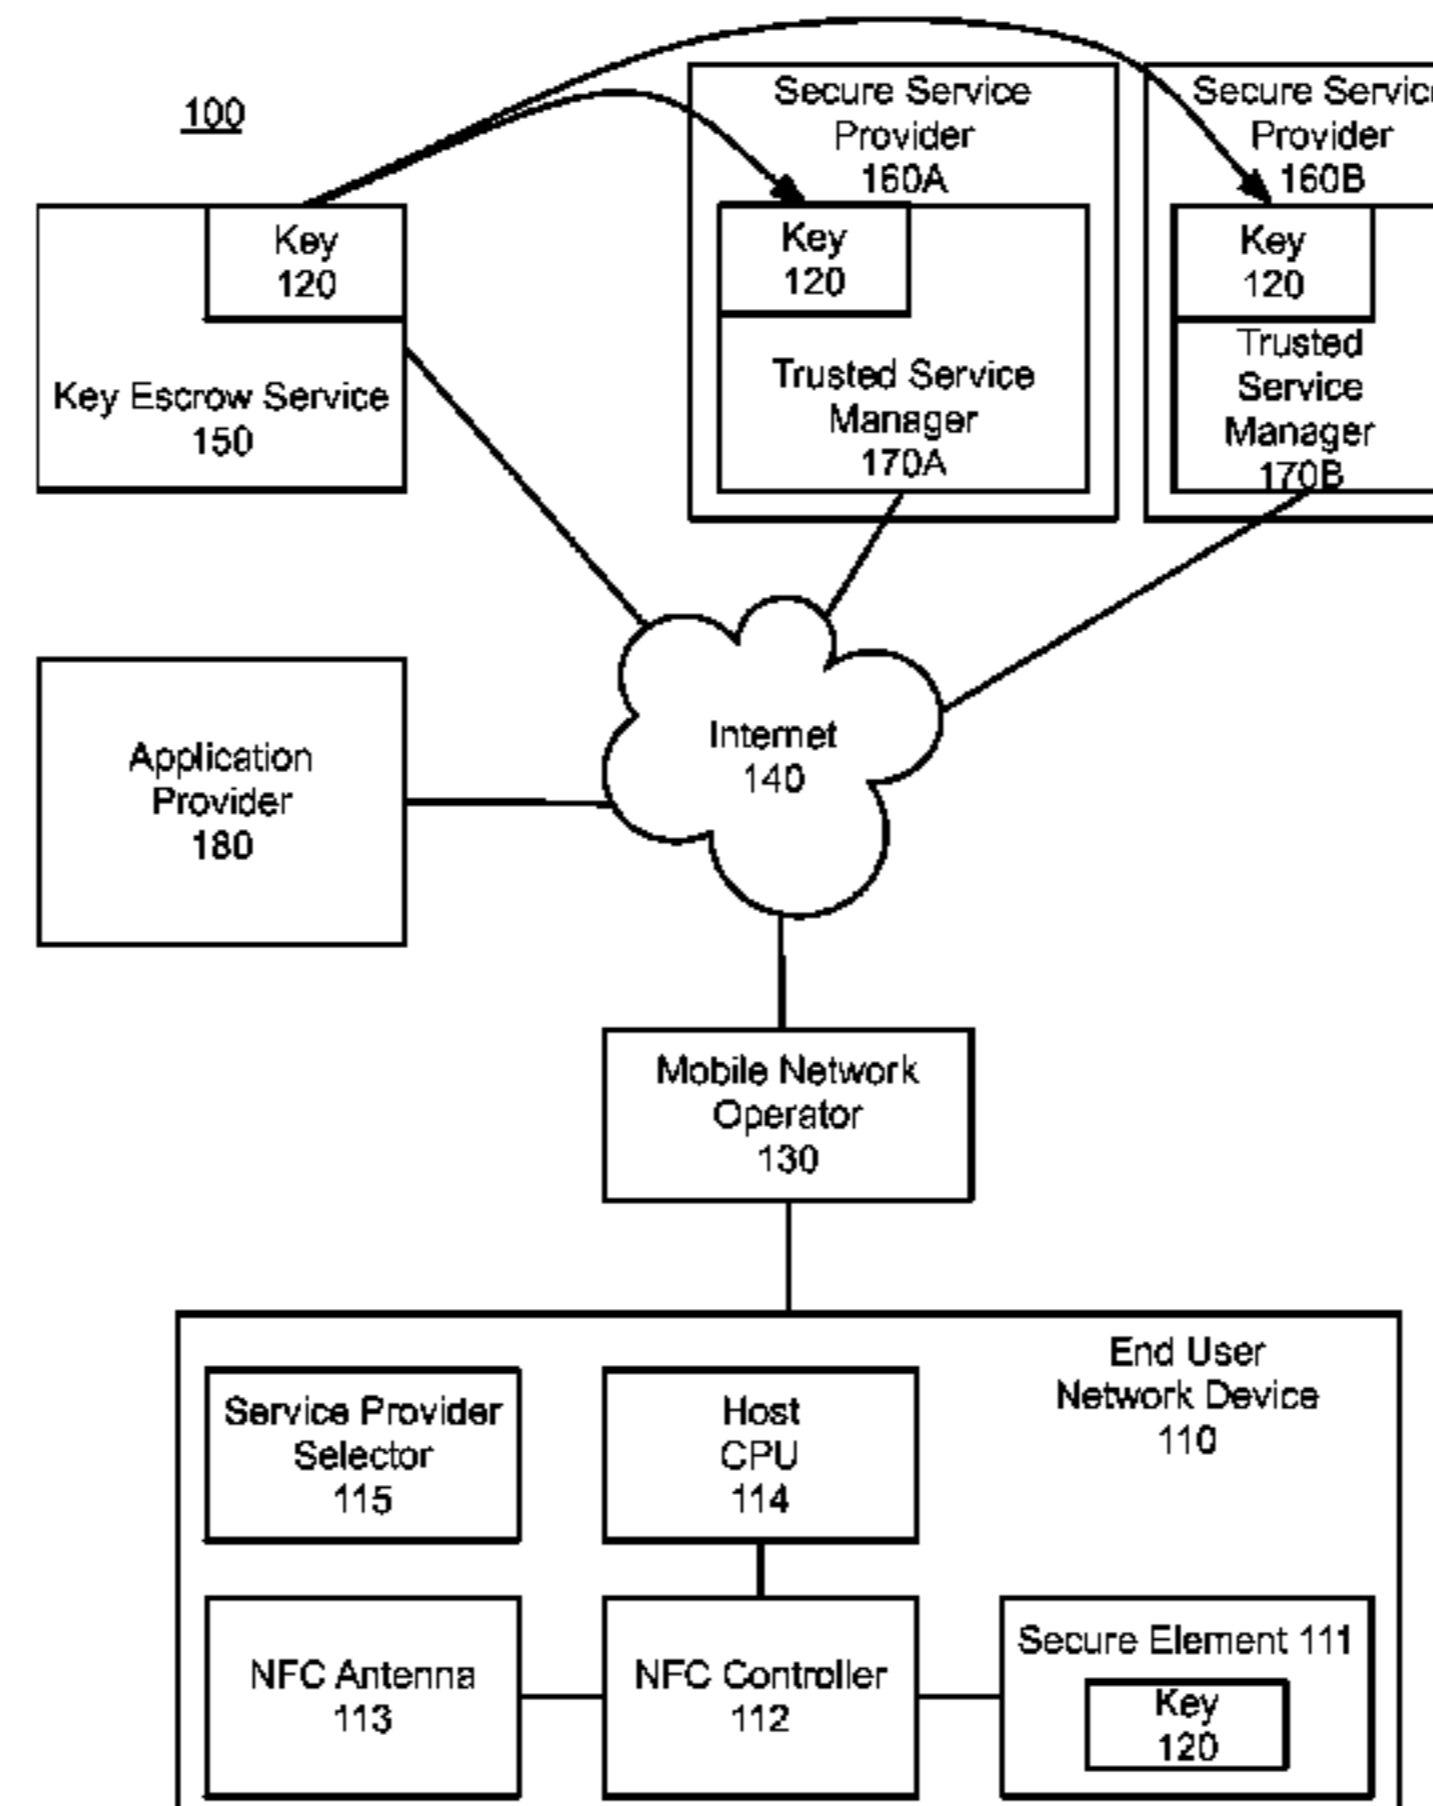 100
Secure Service
Provider
160A
Secure Service
Provider
160B
Key
120
Key Escrow Service
150
Key
120
Trusted Service
Manager
170A
Key
120
Trusted
Service
Manager
170B
Internet
140
Application
Provider
180
Mobile Network
Operator
130
End User
Network Device
110
Service Provider
Selector
115
Host
CPU
114
NFC Antenna
113
NFC Controller
112
Secure Element 111
Key
120